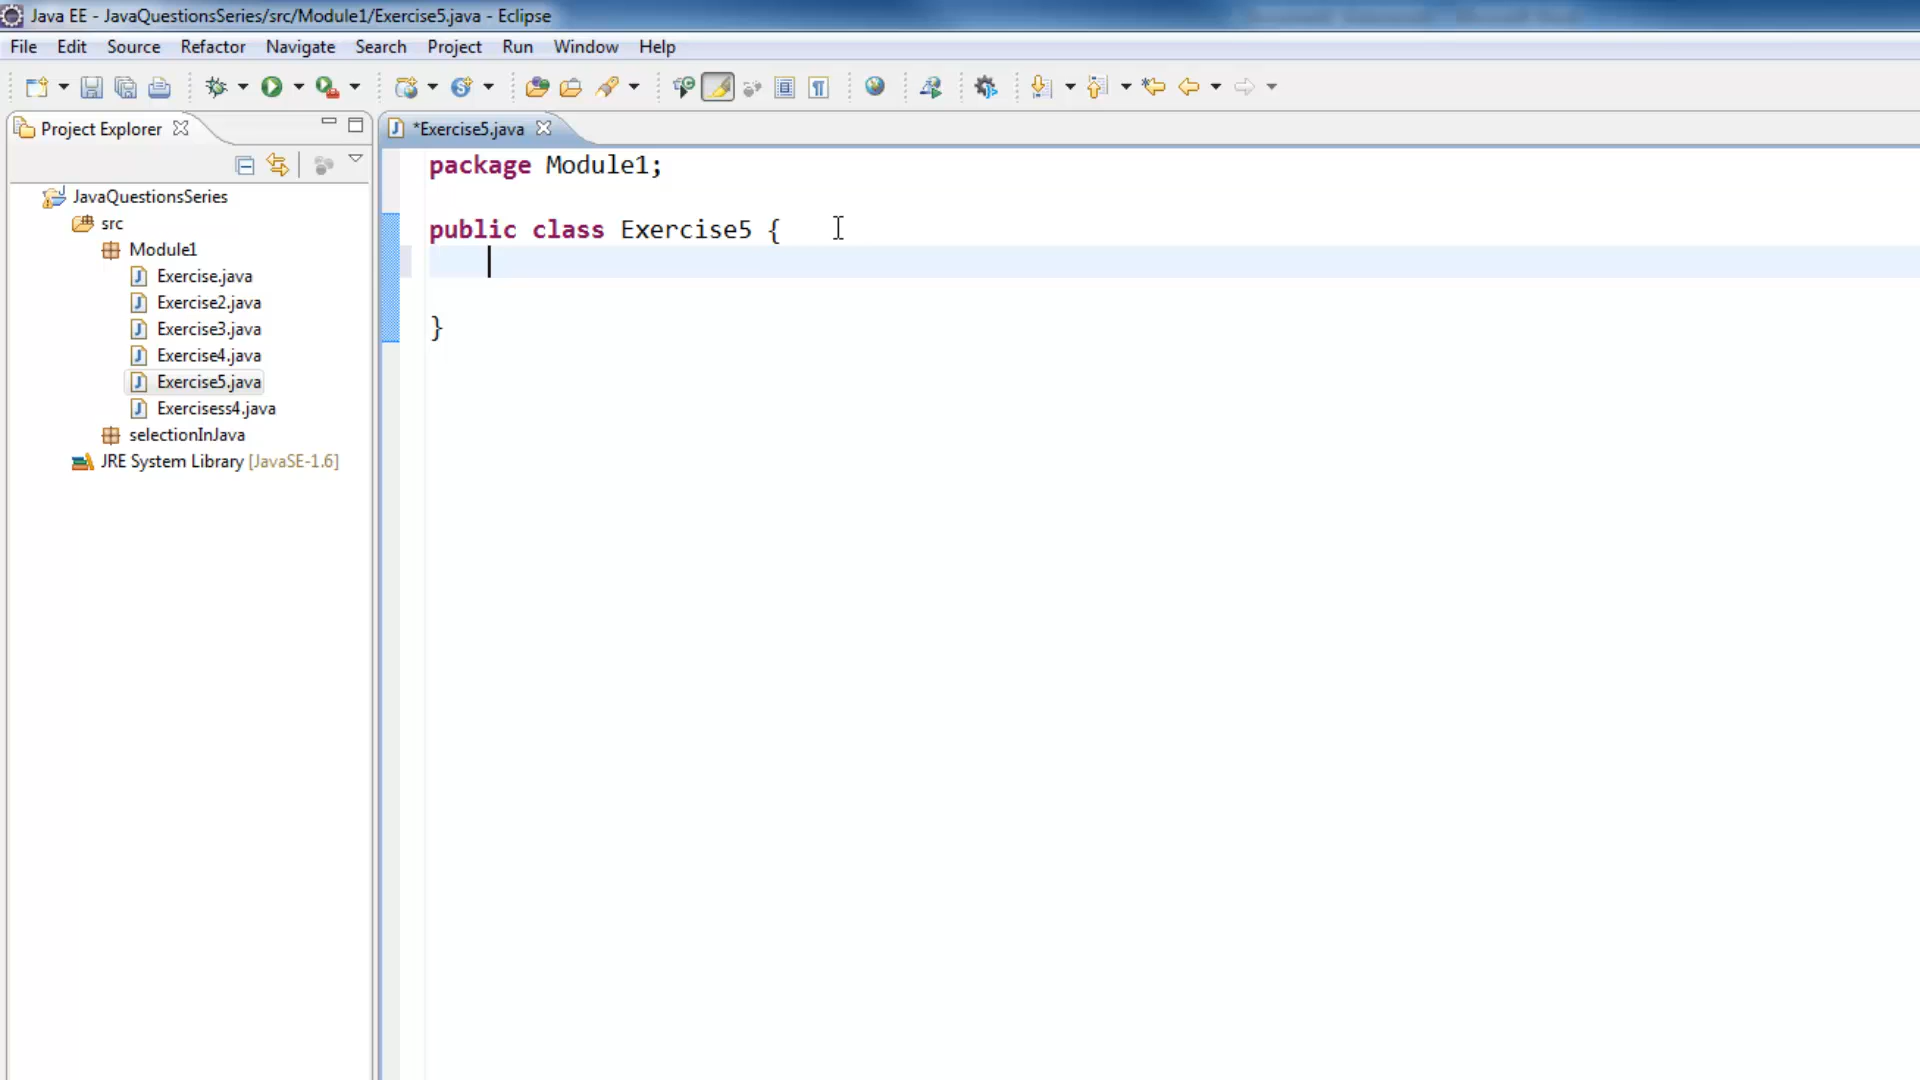 Java EE - JavaQuestionsSeries/src/Module1/Exercise5.java - Eclipse
File Edit Source Refactor Navigate Search Project Run Window Help
Project Explorer
*Exercise5.java
JavaQuestionsSeries
src
Module1
Exercise.java
Exercise2.java
Exercise3.java
Exercise4.java
Exercise5.java
Exercisess4.java
selectionInJava
JRE System Library [JavaSE-1.6]
package Module1;
public class Exercise5 {
}